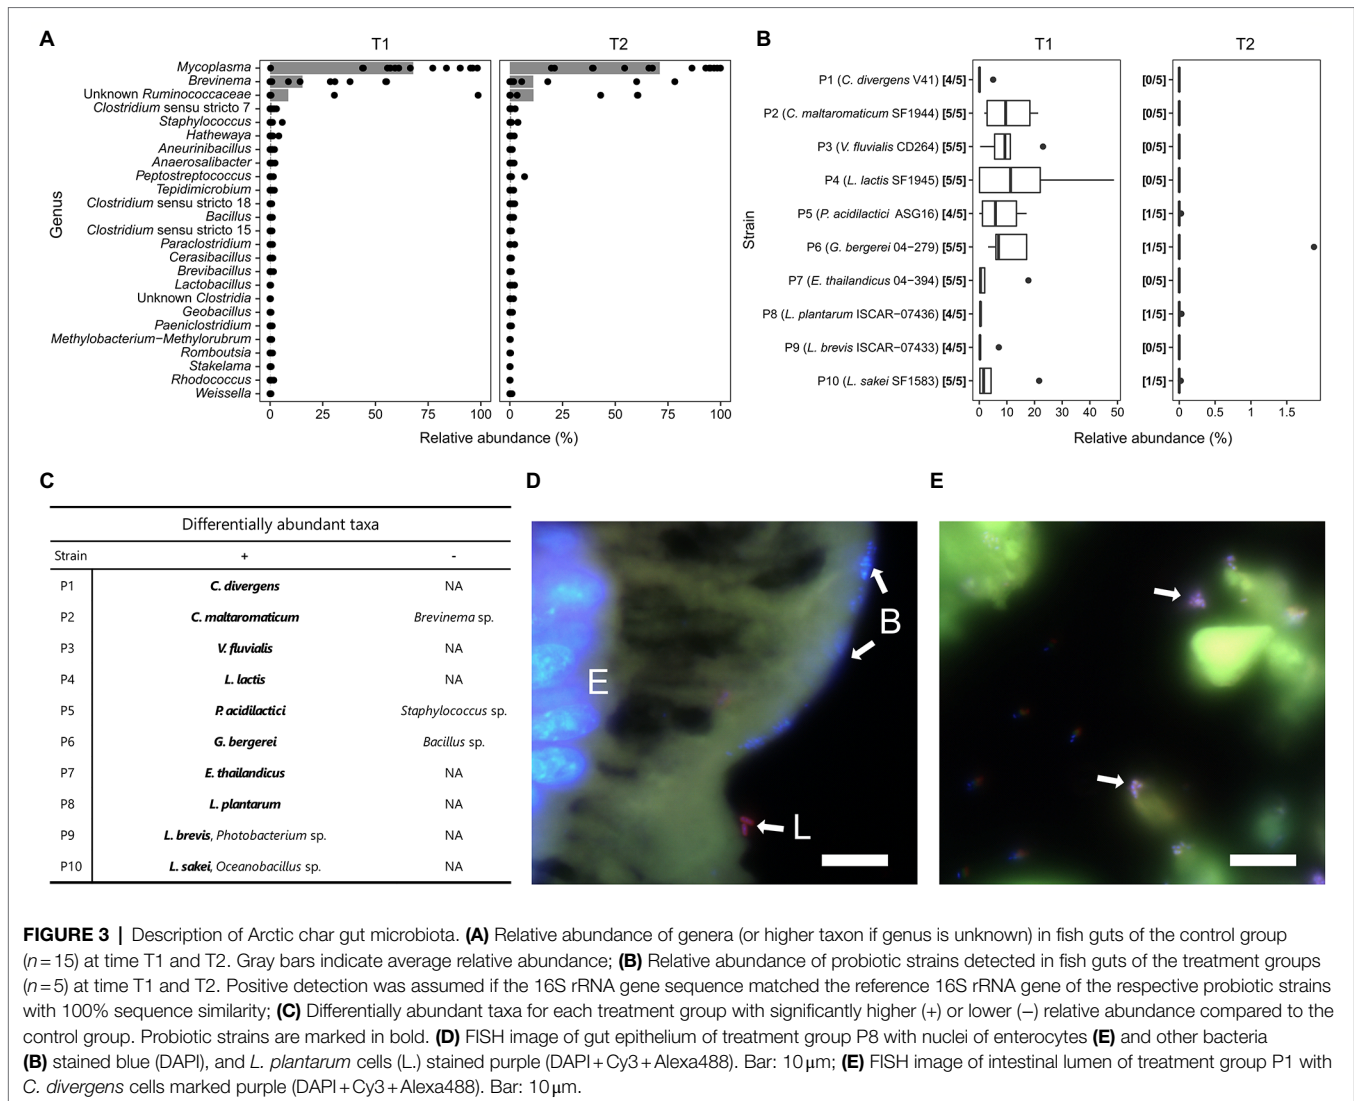 A
T1
T2
Genus
Mycoplasma
Brevinema
Unknown Ruminococcaceae
Clostridium sensu stricto 7
Staphylococcus
Hathewaya
Aneurinibacillus
Anaerosalibacter
Peptostreptococcus
Tepidimicrobium
Clostridium sensu stricto 18
Bacillus
Clostridium sensu stricto 15
Paraclostridium
Cerasibacillus
Brevibacillus
Lactobacillus
Unknown Clostridia
Geobacillus
Paeniclostridium
Methylobacterium−Methylorubrum
Romboutsia
Stakelama
Rhodococcus
Weissella
0 25 50 75 100 0 25 50 75 100
Relative abundance (%)
B
T1
T2
Strain
P1 (C. divergens V41) [4/5] [0/5]
P2 (C. maltaromaticum SF1944) [5/5] [0/5]
P3 (V. fluvialis CD264) [5/5] [0/5]
P4 (L. lactis SF1945) [5/5] [0/5]
P5 (P. acidilactici ASG16) [4/5] [1/5]
P6 (G. bergerei 04−279) [5/5] [1/5]
P7 (E. thailandicus 04−394) [5/5] [0/5]
P8 (L. plantarum ISCAR−07436) [4/5] [1/5]
P9 (L. brevis ISCAR−07433) [4/5] [0/5]
P10 (L. sakei SF1583) [5/5] [1/5]
0 10 20 30 40 50 0 0.5 1 1.5
Relative abundance (%)
C
Differentially abundant taxa
Strain + -
P1 C. divergens NA
P2 C. maltaromaticum Brevinema sp.
P3 V. fluvialis NA
P4 L. lactis NA
P5 P. acidilactici Staphylococcus sp.
P6 G. bergerei Bacillus sp.
P7 E. thailandicus NA
P8 L. plantarum NA
P9 L. brevis, Photobacterium sp. NA
P10 L. sakei, Oceanobacillus sp. NA
D
B
E
L
E
FIGURE 3 | Description of Arctic char gut microbiota. (A) Relative abundance of genera (or higher taxon if genus is unknown) in fish guts of the control group
(n = 15) at time T1 and T2. Gray bars indicate average relative abundance; (B) Relative abundance of probiotic strains detected in fish guts of the treatment groups
(n = 5) at time T1 and T2. Positive detection was assumed if the 16S rRNA gene sequence matched the reference 16S rRNA gene of the respective probiotic strains
with 100% sequence similarity; (C) Differentially abundant taxa for each treatment group with significantly higher (+) or lower (−) relative abundance compared to the
control group. Probiotic strains are marked in bold. (D) FISH image of gut epithelium of treatment group P8 with nuclei of enterocytes (E) and other bacteria
(B) stained blue (DAPI), and L. plantarum cells (L.) stained purple (DAPI + Cy3 + Alexa488). Bar: 10 μm; (E) FISH image of intestinal lumen of treatment group P1 with
C. divergens cells marked purple (DAPI + Cy3 + Alexa488). Bar: 10 μm.